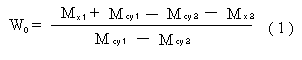 W₀ = (Mx1 + Mcy1 − Mcy2 − Mx2) / (Mcy1 − Mcy2) ( 1 )